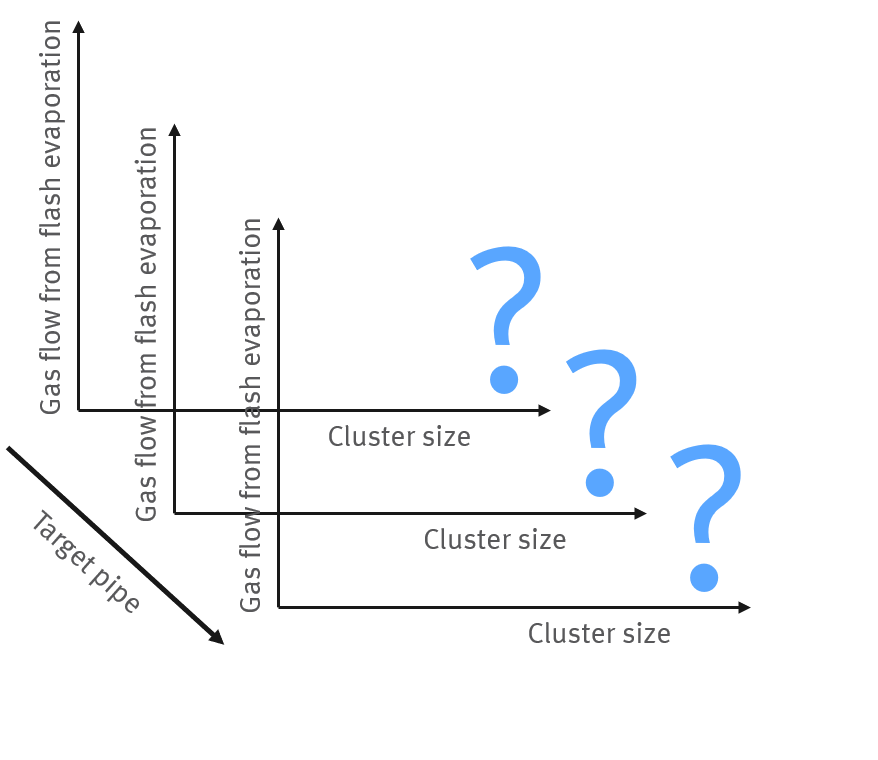 Gas flow from flash evaporation
Gas flow from flash evaporation
Gas flow from flash evaporation
?
Cluster size
?
Cluster size
?
Cluster size
Target pipe